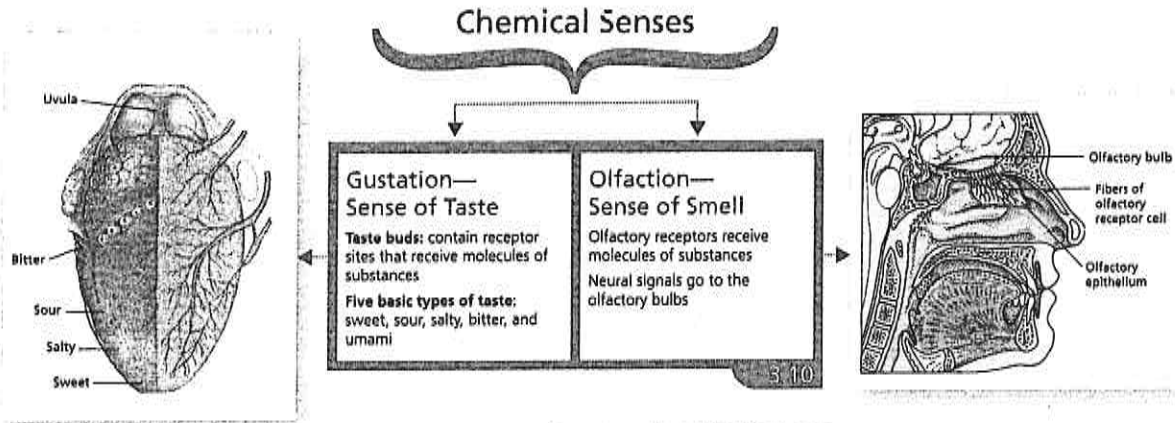 Chemical Senses
Uvula
Bitter
Sour
Salty
Sweet
Gustation—
Sense of Taste
Taste buds: contain receptor
sites that receive molecules of
substances
Five basic types of taste:
sweet, sour, salty, bitter, and
umami
Olfaction—
Sense of Smell
Olfactory receptors receive
molecules of substances
Neural signals go to the
olfactory bulbs
3.10
Olfactory bulb
Fibers of
olfactory
receptor cell
Olfactory
epithelium